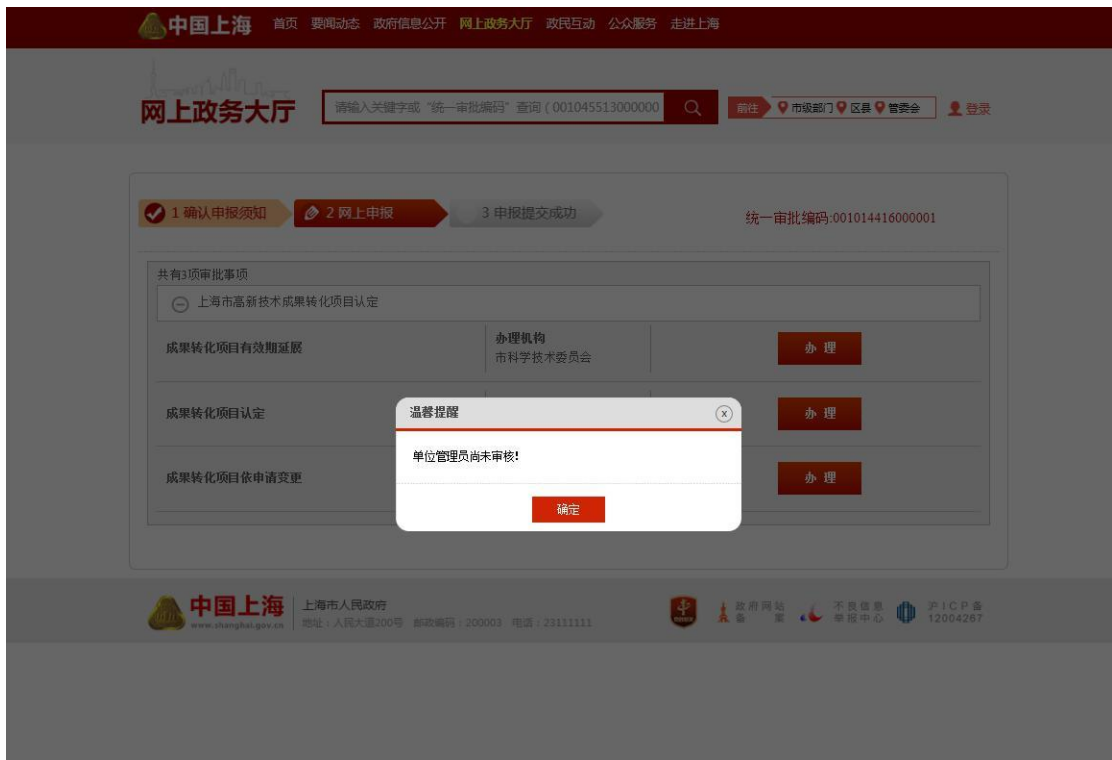 中国上海 首页 要闻动态 政府信息公开 网上政务大厅 政民互动 公众服务 走进上海
网上政务大厅 请输入关键字或 "统一审批编码" 查询 ( 001045513000000 前往 市级部门 区县 管委会 登录
1 确认申报须知 2 网上申报 3 申报提交成功 统一审批编码:001014416000001
共有3项审批事项
上海市高新技术成果转化项目认定
成果转化项目有效期延展 办理机构 市科学技术委员会 办 理
成果转化项目认定 办 理
成果转化项目依申请变更 办 理
温馨提醒
单位管理员尚未审核!
确定
中国上海 www.shanghai.gov.cn
上海市人民政府
地址 : 人民大道200号 邮政编码 : 200003 电话 : 23111111
政府网站
备 案
不良信息
举报中心
沪ICP备
12004267